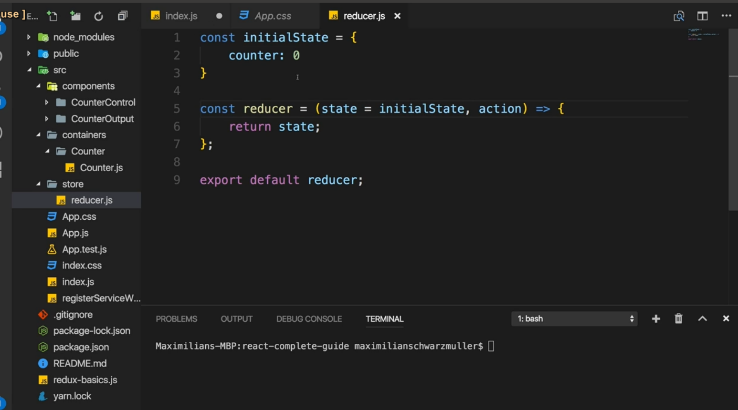 use ]
E...
index.js
App.css
reducer.js
node_modules
public
src
components
CounterControl
CounterOutput
containers
Counter
Counter.js
store
reducer.js
App.css
App.js
App.test.js
index.css
index.js
registerServiceW...
.gitignore
package-lock.json
package.json
README.md
redux-basics.js
yarn.lock
1 const initialState = {
2 counter: 0
3 }
4
5 const reducer = (state = initialState, action) => {
6 return state;
7 };
8
9 export default reducer;
PROBLEMS OUTPUT DEBUG CONSOLE TERMINAL 1: bash
Maximilians-MBP:react-complete-guide maximilianschwarzmuller$